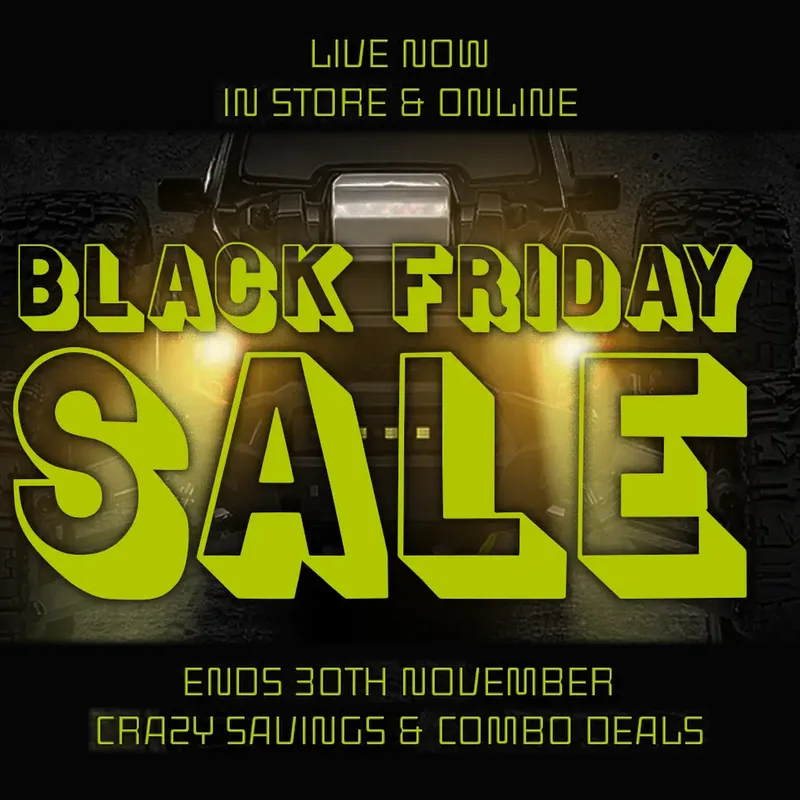 LIVE NOW
IN STORE & ONLINE
BLACK FRIDAY
SALE
ENDS 30TH NOVEMBER
CRAZY SAVINGS & COMBO DEALS